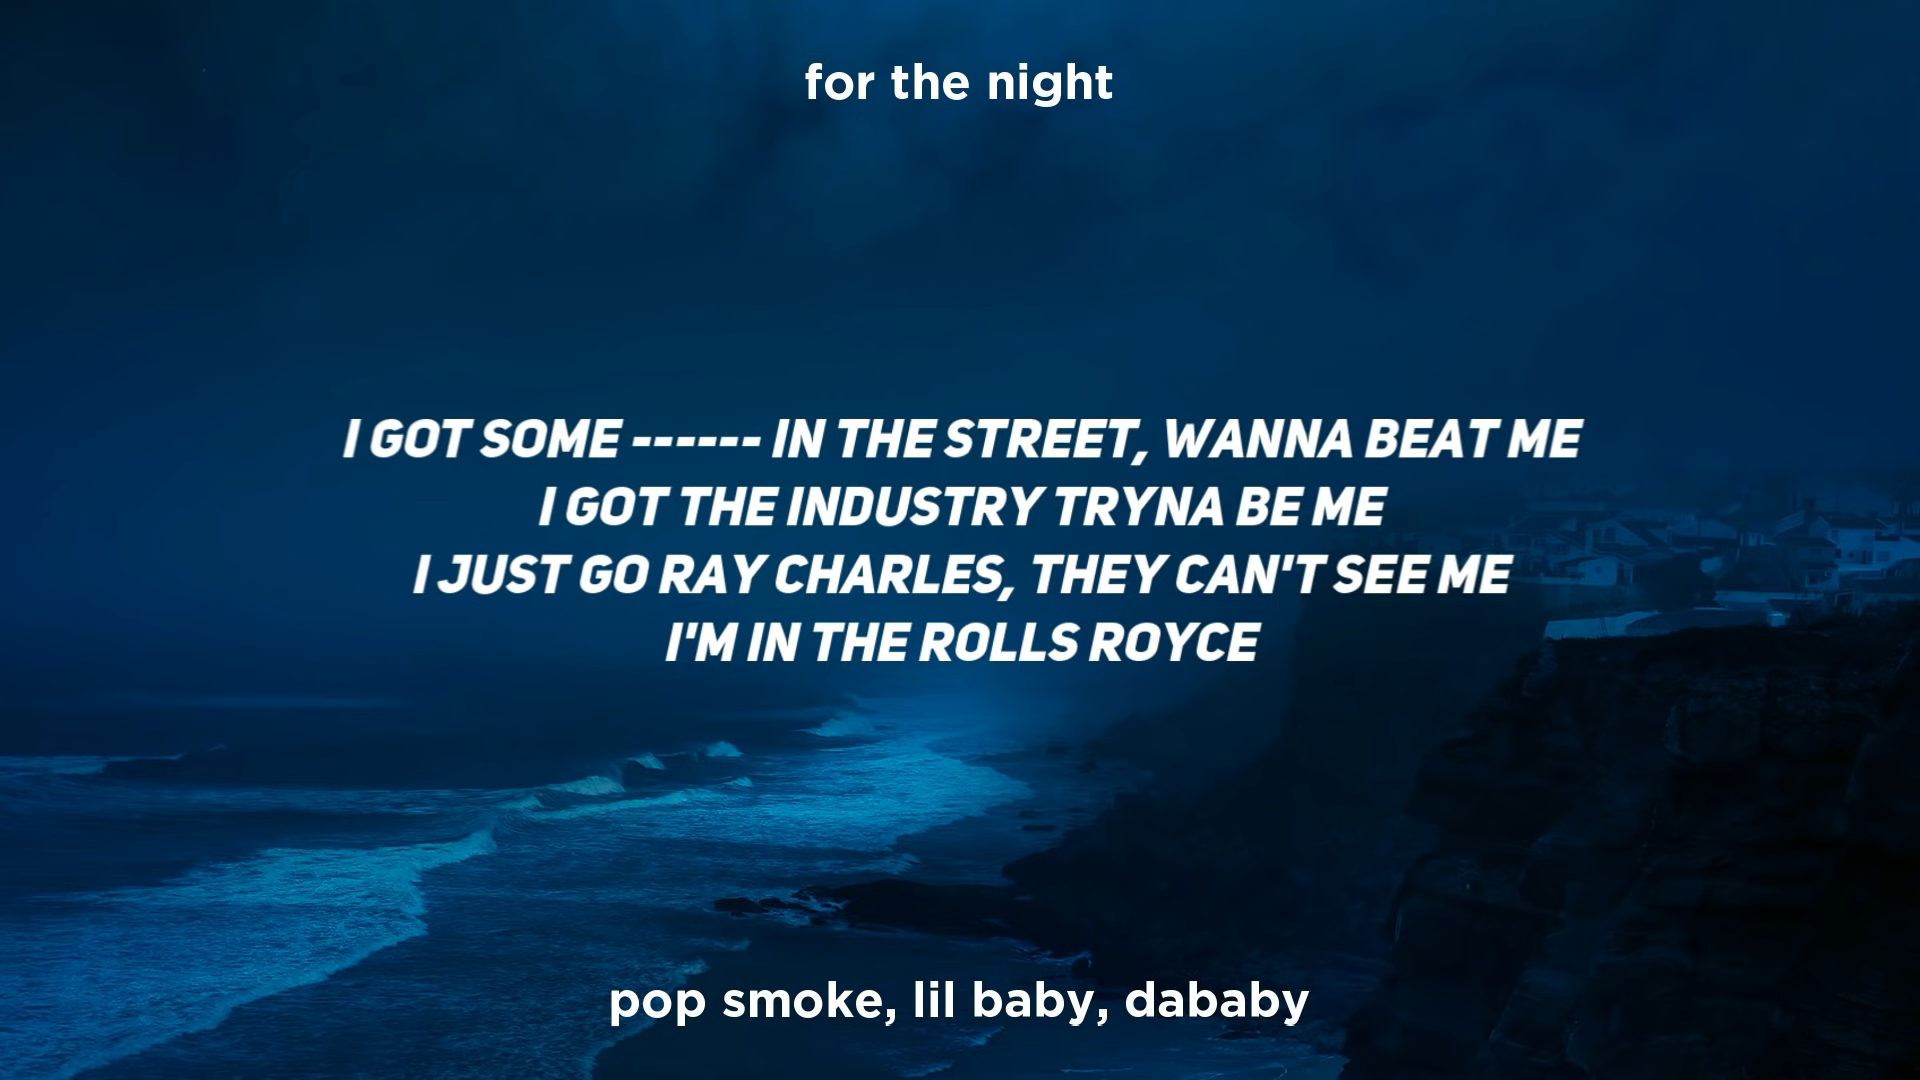 for the night
I GOT SOME ------ IN THE STREET, WANNA BEAT ME
I GOT THE INDUSTRY TRYNA BE ME
I JUST GO RAY CHARLES, THEY CAN'T SEE ME
I'M IN THE ROLLS ROYCE
pop smoke, lil baby, dababy